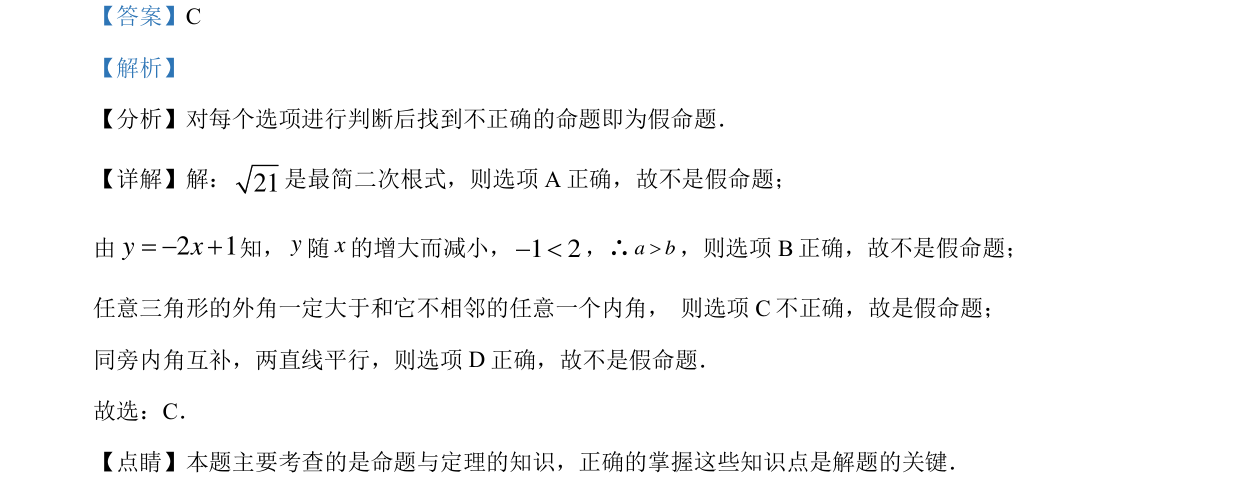 【答案】C
【解析】
【分析】对每个选项进行判断后找到不正确的命题即为假命题．
【详解】解：√21是最简二次根式，则选项 A 正确，故不是假命题；
由 y=−2x+1知，y 随 x 的增大而减小，−1<2，∴a>b，则选项 B 正确，故不是假命题；
任意三角形的外角一定大于和它不相邻的任意一个内角， 则选项 C 不正确，故是假命题；
同旁内角互补，两直线平行，则选项 D 正确，故不是假命题．
故选：C．
【点睛】本题主要考查的是命题与定理的知识，正确的掌握这些知识点是解题的关键．